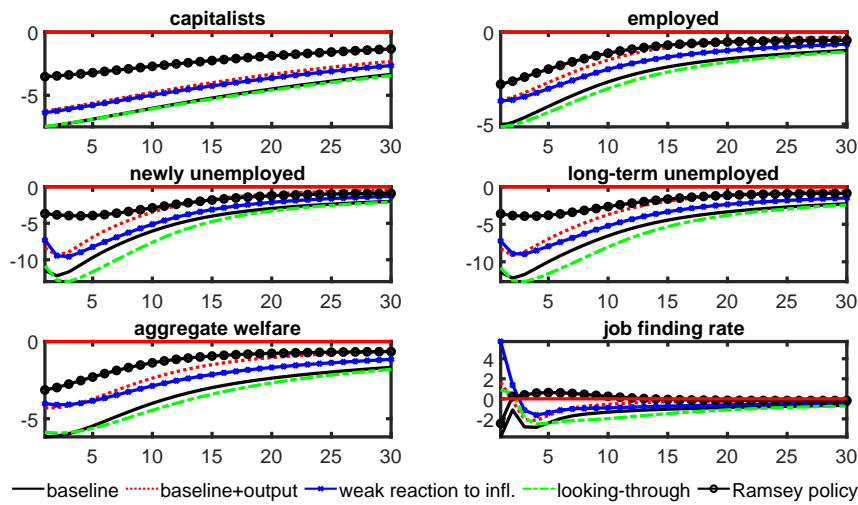 capitalists
employed
0
-5
5 10 15 20 25 30
0
-5
5 10 15 20 25 30
newly unemployed
long-term unemployed
0
-5
-10
5 10 15 20 25 30
0
-5
-10
5 10 15 20 25 30
aggregate welfare
job finding rate
0
-5
5 10 15 20 25 30
4
2
0
-2
5 10 15 20 25 30
baseline baseline+output weak reaction to infl. looking-through Ramsey policy